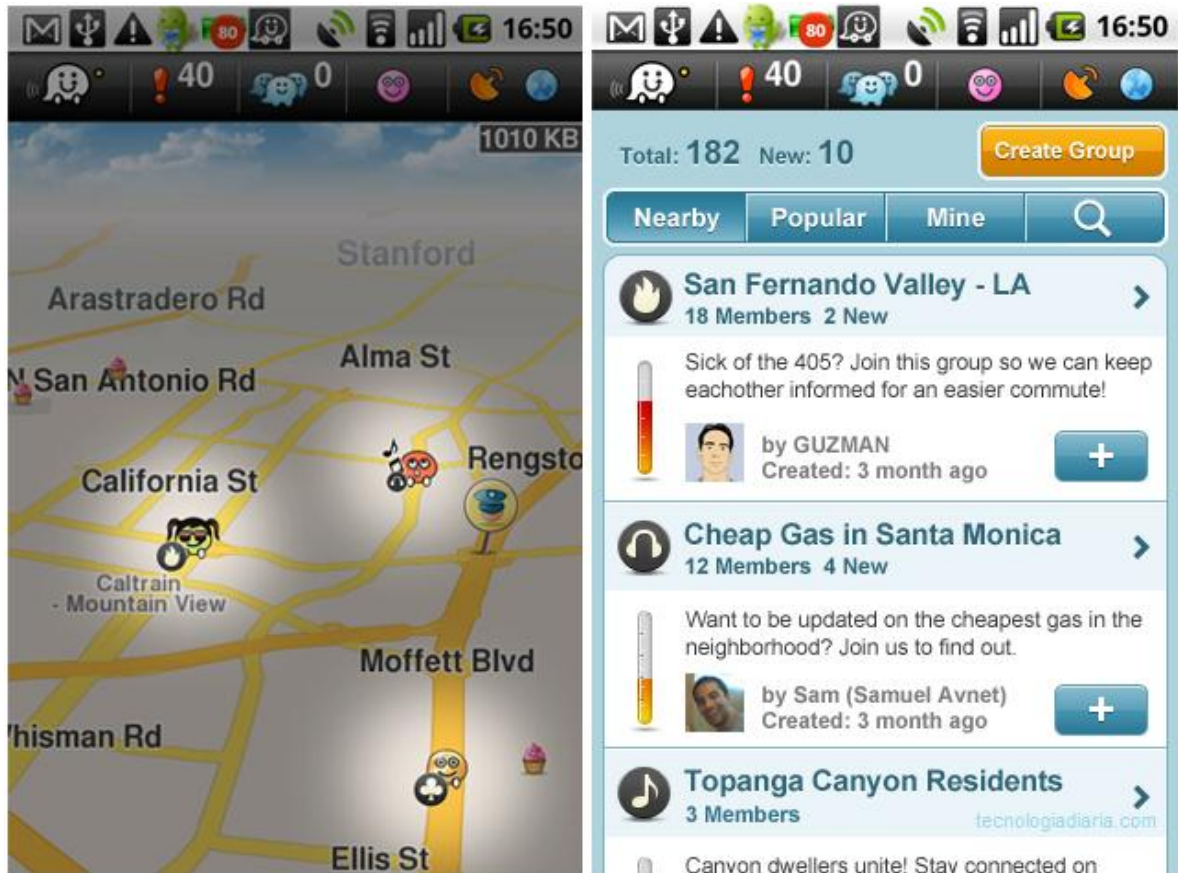 80
16:50
40
0
1010 KB
Stanford
Arastradero Rd
Alma St
N San Antonio Rd
Rengsto
California St
Caltrain
- Mountain View
Moffett Blvd
hisman Rd
Ellis St
80
16:50
40
0
Total: 182 New: 10
Create Group
Nearby
Popular
Mine
San Fernando Valley - LA
18 Members 2 New
Sick of the 405? Join this group so we can keep
eachother informed for an easier commute!
by GUZMAN
Created: 3 month ago
+
Cheap Gas in Santa Monica
12 Members 4 New
Want to be updated on the cheapest gas in the
neighborhood? Join us to find out.
by Sam (Samuel Avnet)
Created: 3 month ago
+
Topanga Canyon Residents
3 Members
tecnologiadiaria.com
Canyon dwellers unite! Stay connected on